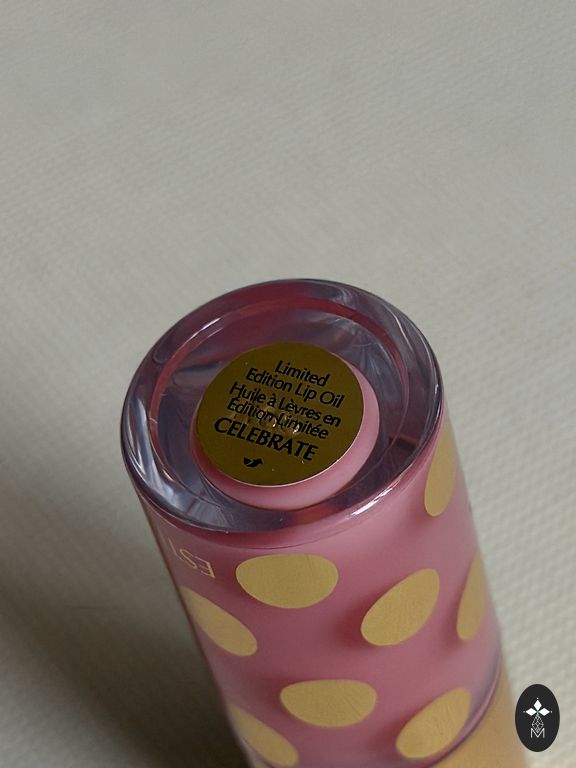 Limited
Edition Lip Oil
Huile à Lèvres en
Édition Limitée
CELEBRATE